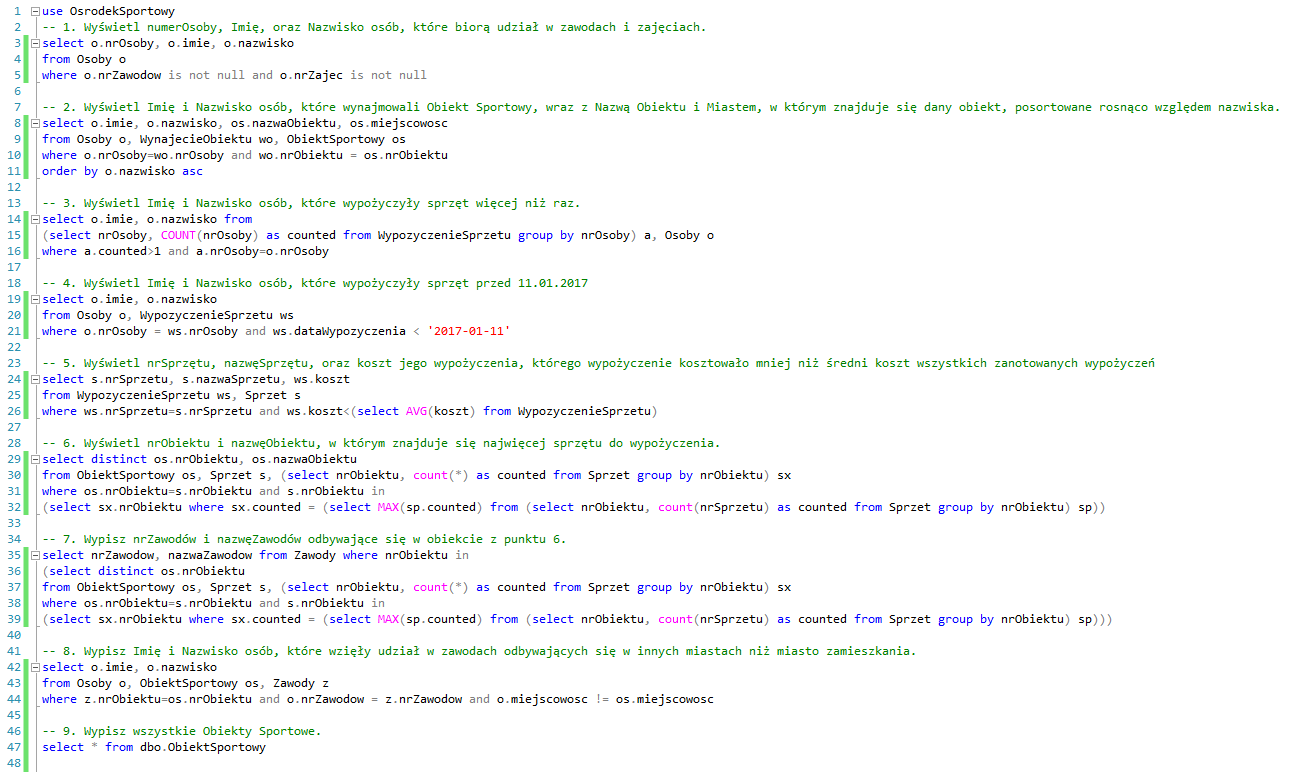 1 use OsrodekSportowy
2 -- 1. Wyświetl numerOsoby, Imię, oraz Nazwisko osób, które biorą udział w zawodach i zajęciach.
3 select o.nrOsoby, o.imie, o.nazwisko
4 from Osoby o
5 where o.nrZawodow is not null and o.nrZajec is not null
6
7 -- 2. Wyświetl Imię i Nazwisko osób, które wynajmowali Obiekt Sportowy, wraz z Nazwą Obiektu i Miastem, w którym znajduje się dany obiekt, posortowane rosnąco względem nazwiska.
8 select o.imie, o.nazwisko, os.nazwaObiektu, os.miejscowosc
9 from Osoby o, WynajecieObiektu wo, ObiektSportowy os
10 where o.nrOsoby=wo.nrOsoby and wo.nrObiektu = os.nrObiektu
11 order by o.nazwisko asc
12
13 -- 3. Wyświetl Imię i Nazwisko osób, które wypożyczyły sprzęt więcej niż raz.
14 select o.imie, o.nazwisko from
15 (select nrOsoby, COUNT(nrOsoby) as counted from WypozyczenieSprzetu group by nrOsoby) a, Osoby o
16 where a.counted>1 and a.nrOsoby=o.nrOsoby
17
18 -- 4. Wyświetl Imię i Nazwisko osób, które wypożyczyły sprzęt przed 11.01.2017
19 select o.imie, o.nazwisko
20 from Osoby o, WypozyczenieSprzetu ws
21 where o.nrOsoby = ws.nrOsoby and ws.dataWypozyczenia < '2017-01-11'
22
23 -- 5. Wyświetl nrSprzętu, nazwęSprzętu, oraz koszt jego wypożyczenia, którego wypożyczenie kosztowało mniej niż średni koszt wszystkich zanotowanych wypożyczeń
24 select s.nrSprzetu, s.nazwaSprzetu, ws.koszt
25 from WypozyczenieSprzetu ws, Sprzet s
26 where ws.nrSprzetu=s.nrSprzetu and ws.koszt<(select AVG(koszt) from WypozyczenieSprzetu)
27
28 -- 6. Wyświetl nrObiektu i nazwęObiektu, w którym znajduje się najwięcej sprzętu do wypożyczenia.
29 select distinct os.nrObiektu, os.nazwaObiektu
30 from ObiektSportowy os, Sprzet s, (select nrObiektu, count(*) as counted from Sprzet group by nrObiektu) sx
31 where os.nrObiektu=s.nrObiektu and s.nrObiektu in
32 (select sx.nrObiektu where sx.counted = (select MAX(sp.counted) from (select nrObiektu, count(nrSprzetu) as counted from Sprzet group by nrObiektu) sp))
33
34 -- 7. Wypisz nrZawodów i nazwęZawodów odbywające się w obiekcie z punktu 6.
35 select nrZawodow, nazwaZawodow from Zawody where nrObiektu in
36 (select distinct os.nrObiektu
37 from ObiektSportowy os, Sprzet s, (select nrObiektu, count(*) as counted from Sprzet group by nrObiektu) sx
38 where os.nrObiektu=s.nrObiektu and s.nrObiektu in
39 (select sx.nrObiektu where sx.counted = (select MAX(sp.counted) from (select nrObiektu, count(nrSprzetu) as counted from Sprzet group by nrObiektu) sp)))
40
41 -- 8. Wypisz Imię i Nazwisko osób, które wzięły udział w zawodach odbywających się w innych miastach niż miasto zamieszkania.
42 select o.imie, o.nazwisko
43 from Osoby o, ObiektSportowy os, Zawody z
44 where z.nrObiektu=os.nrObiektu and o.nrZawodow = z.nrZawodow and o.miejscowosc != os.miejscowosc
45
46 -- 9. Wypisz wszystkie Obiekty Sportowe.
47 select * from dbo.ObiektSportowy
48